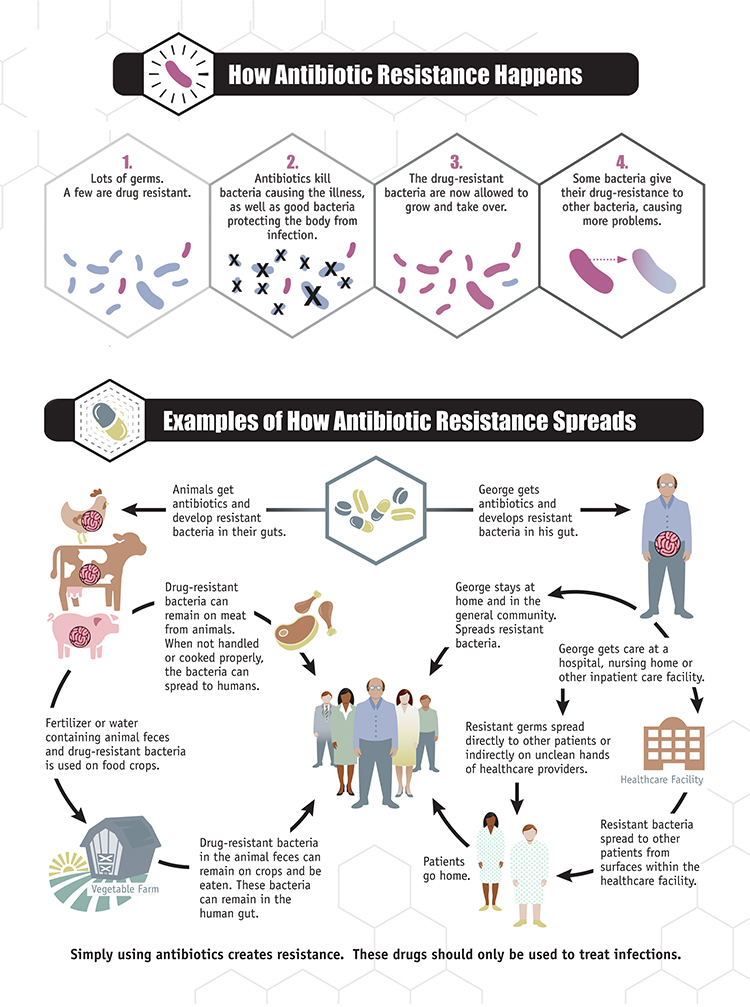 How Antibiotic Resistance Happens
1.
Lots of germs.
A few are drug resistant.
2.
Antibiotics kill
bacteria causing the illness,
as well as good bacteria
protecting the body from
infection.
3.
The drug-resistant
bacteria are now allowed to
grow and take over.
4.
Some bacteria give
their drug-resistance to
other bacteria, causing
more problems.
Examples of How Antibiotic Resistance Spreads
Animals get
antibiotics and
develop resistant
bacteria in their guts.
George gets
antibiotics and
develops resistant
bacteria in his gut.
Drug-resistant
bacteria can
remain on meat
from animals.
When not handled
or cooked properly,
the bacteria can
spread to humans.
George stays at
home and in the
general community.
Spreads resistant
bacteria.
George gets care at a
hospital, nursing home or
other inpatient care facility.
Fertilizer or water
containing animal feces
and drug-resistant bacteria
is used on food crops.
Resistant germs spread
directly to other patients or
indirectly on unclean hands
of healthcare providers.
Healthcare Facility
Vegetable Farm
Drug-resistant bacteria
in the animal feces can
remain on crops and be
eaten. These bacteria
can remain in the
human gut.
Patients
go home.
Resistant bacteria
spread to other
patients from
surfaces within the
healthcare facility.
Simply using antibiotics creates resistance. These drugs should only be used to treat infections.